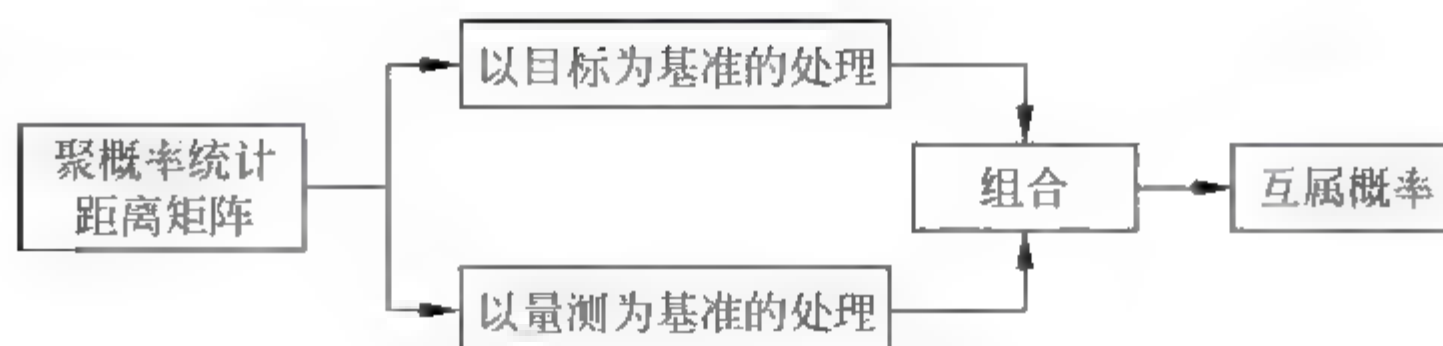 以目标为基准的处理
聚概率统计
距离矩阵
组合
互属概率
以量测为基准的处理